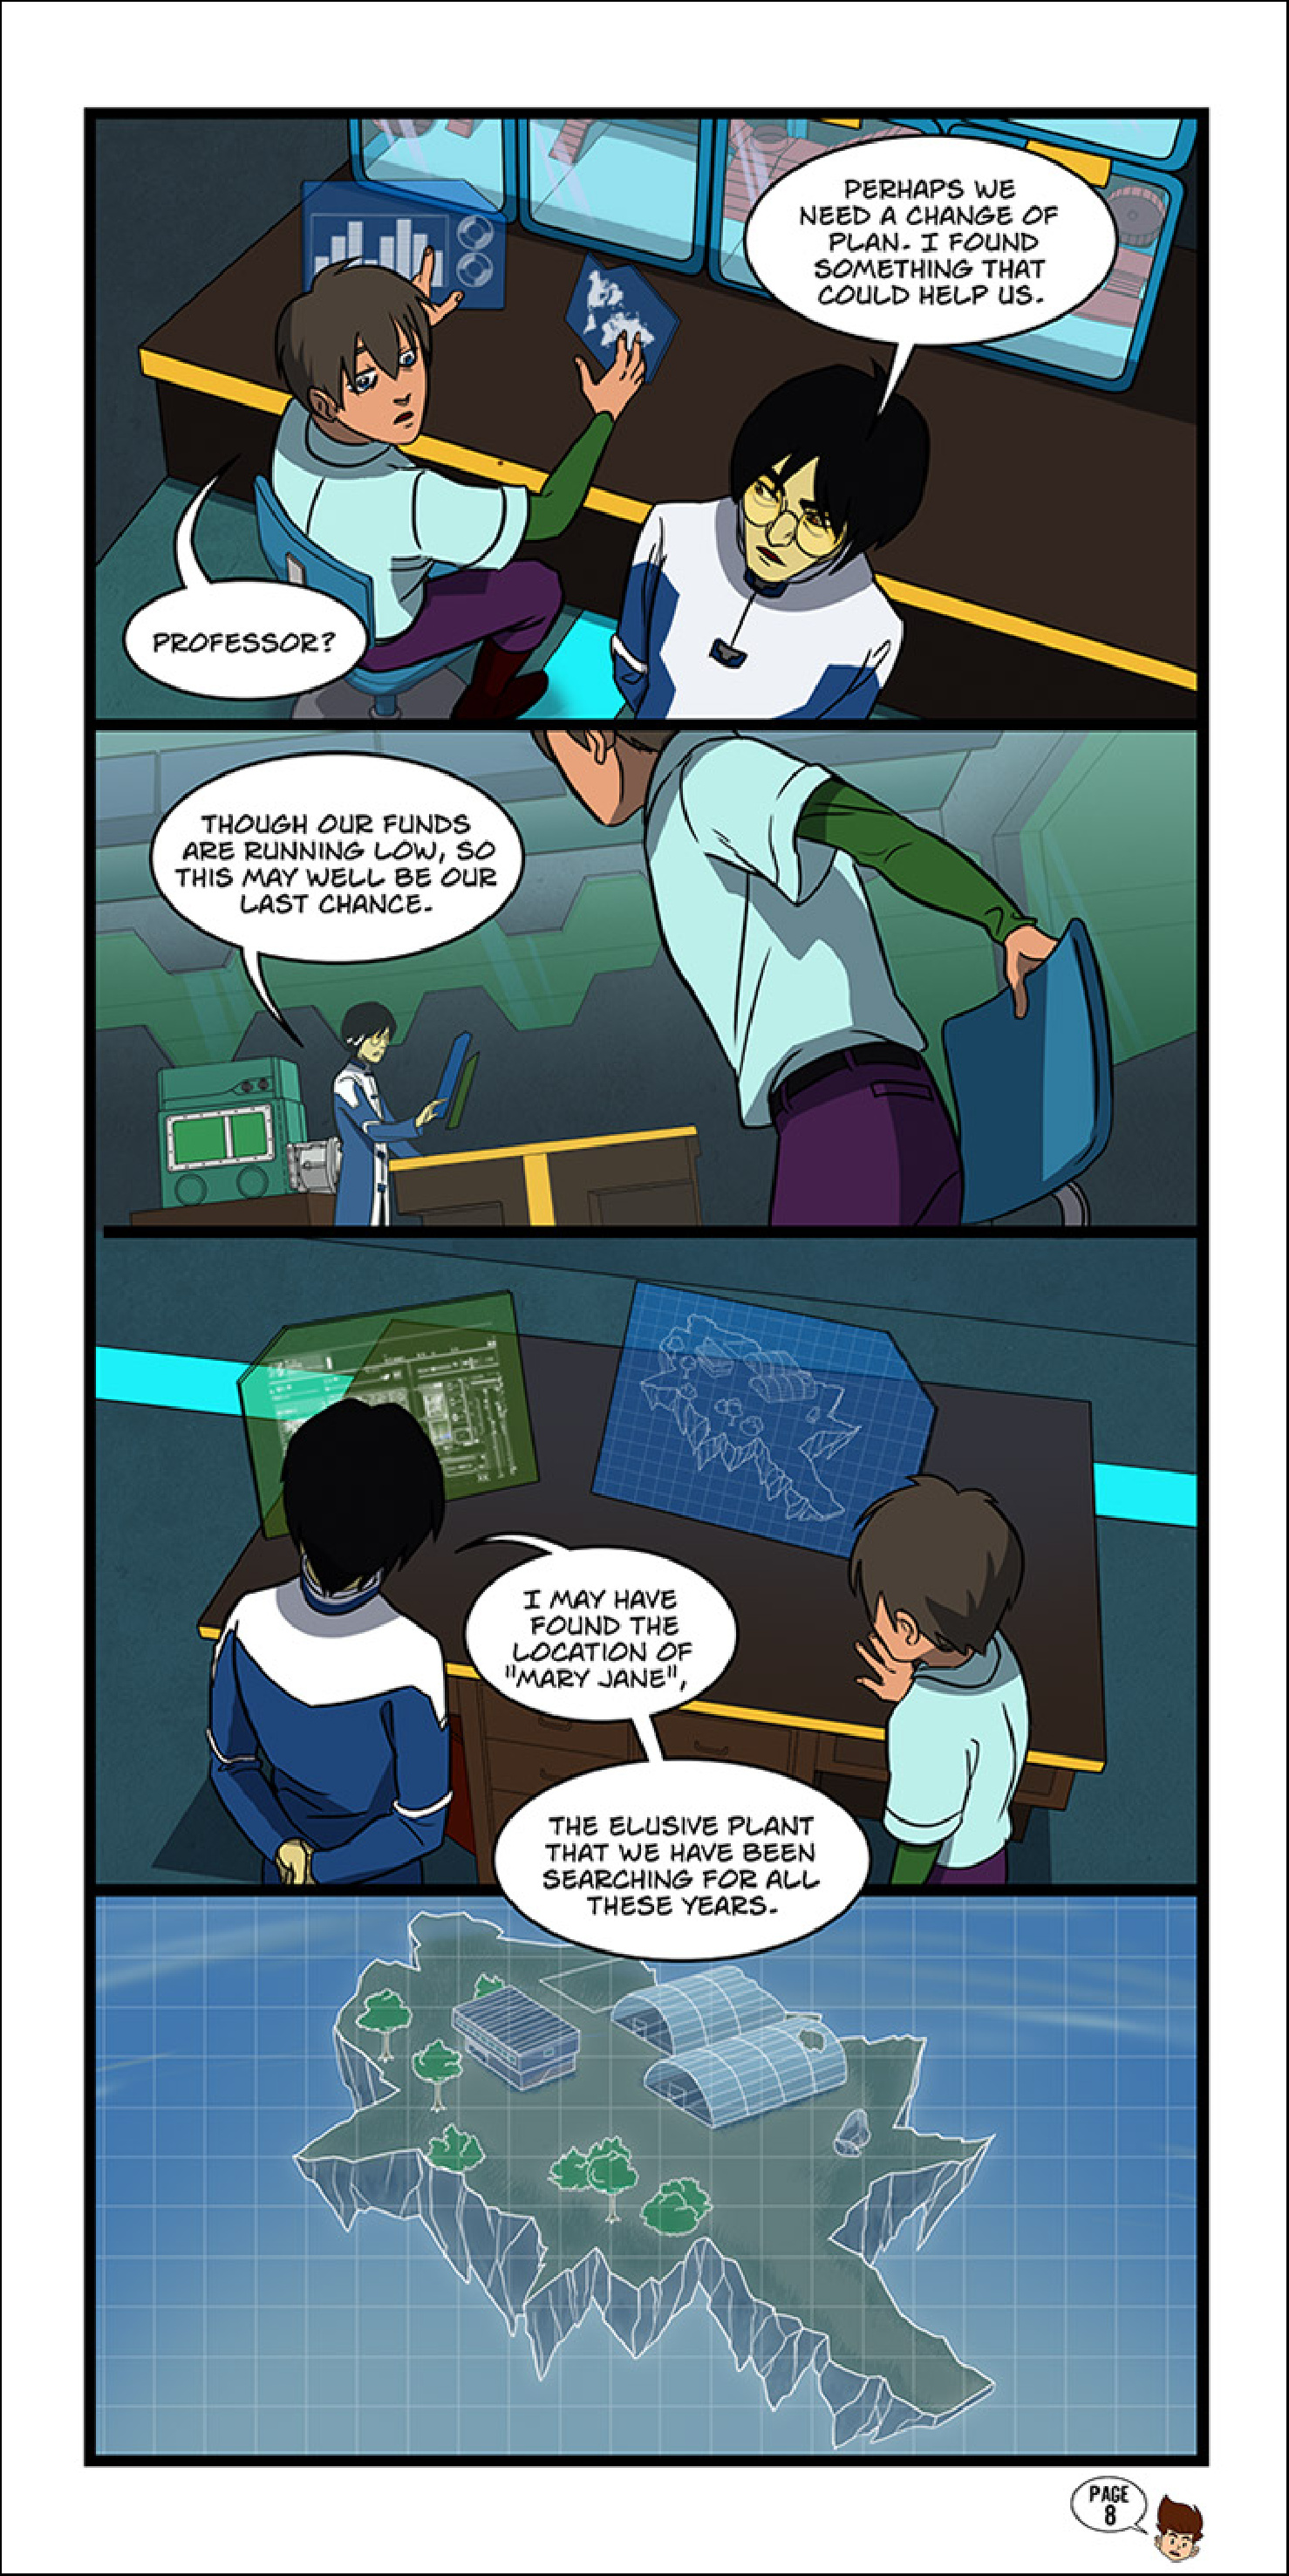 PERHAPS WE
NEED A CHANGE OF
PLAN. I FOUND
SOMETHING THAT
COULD HELP US.
PROFESSOR?
THOUGH OUR FUNDS
ARE RUNNING LOW, SO
THIS MAY WELL BE OUR
LAST CHANCE.
I MAY HAVE
FOUND THE
LOCATION OF
"MARY JANE",
THE ELUSIVE PLANT
THAT WE HAVE BEEN
SEARCHING FOR ALL
THESE YEARS.
PAGE
8